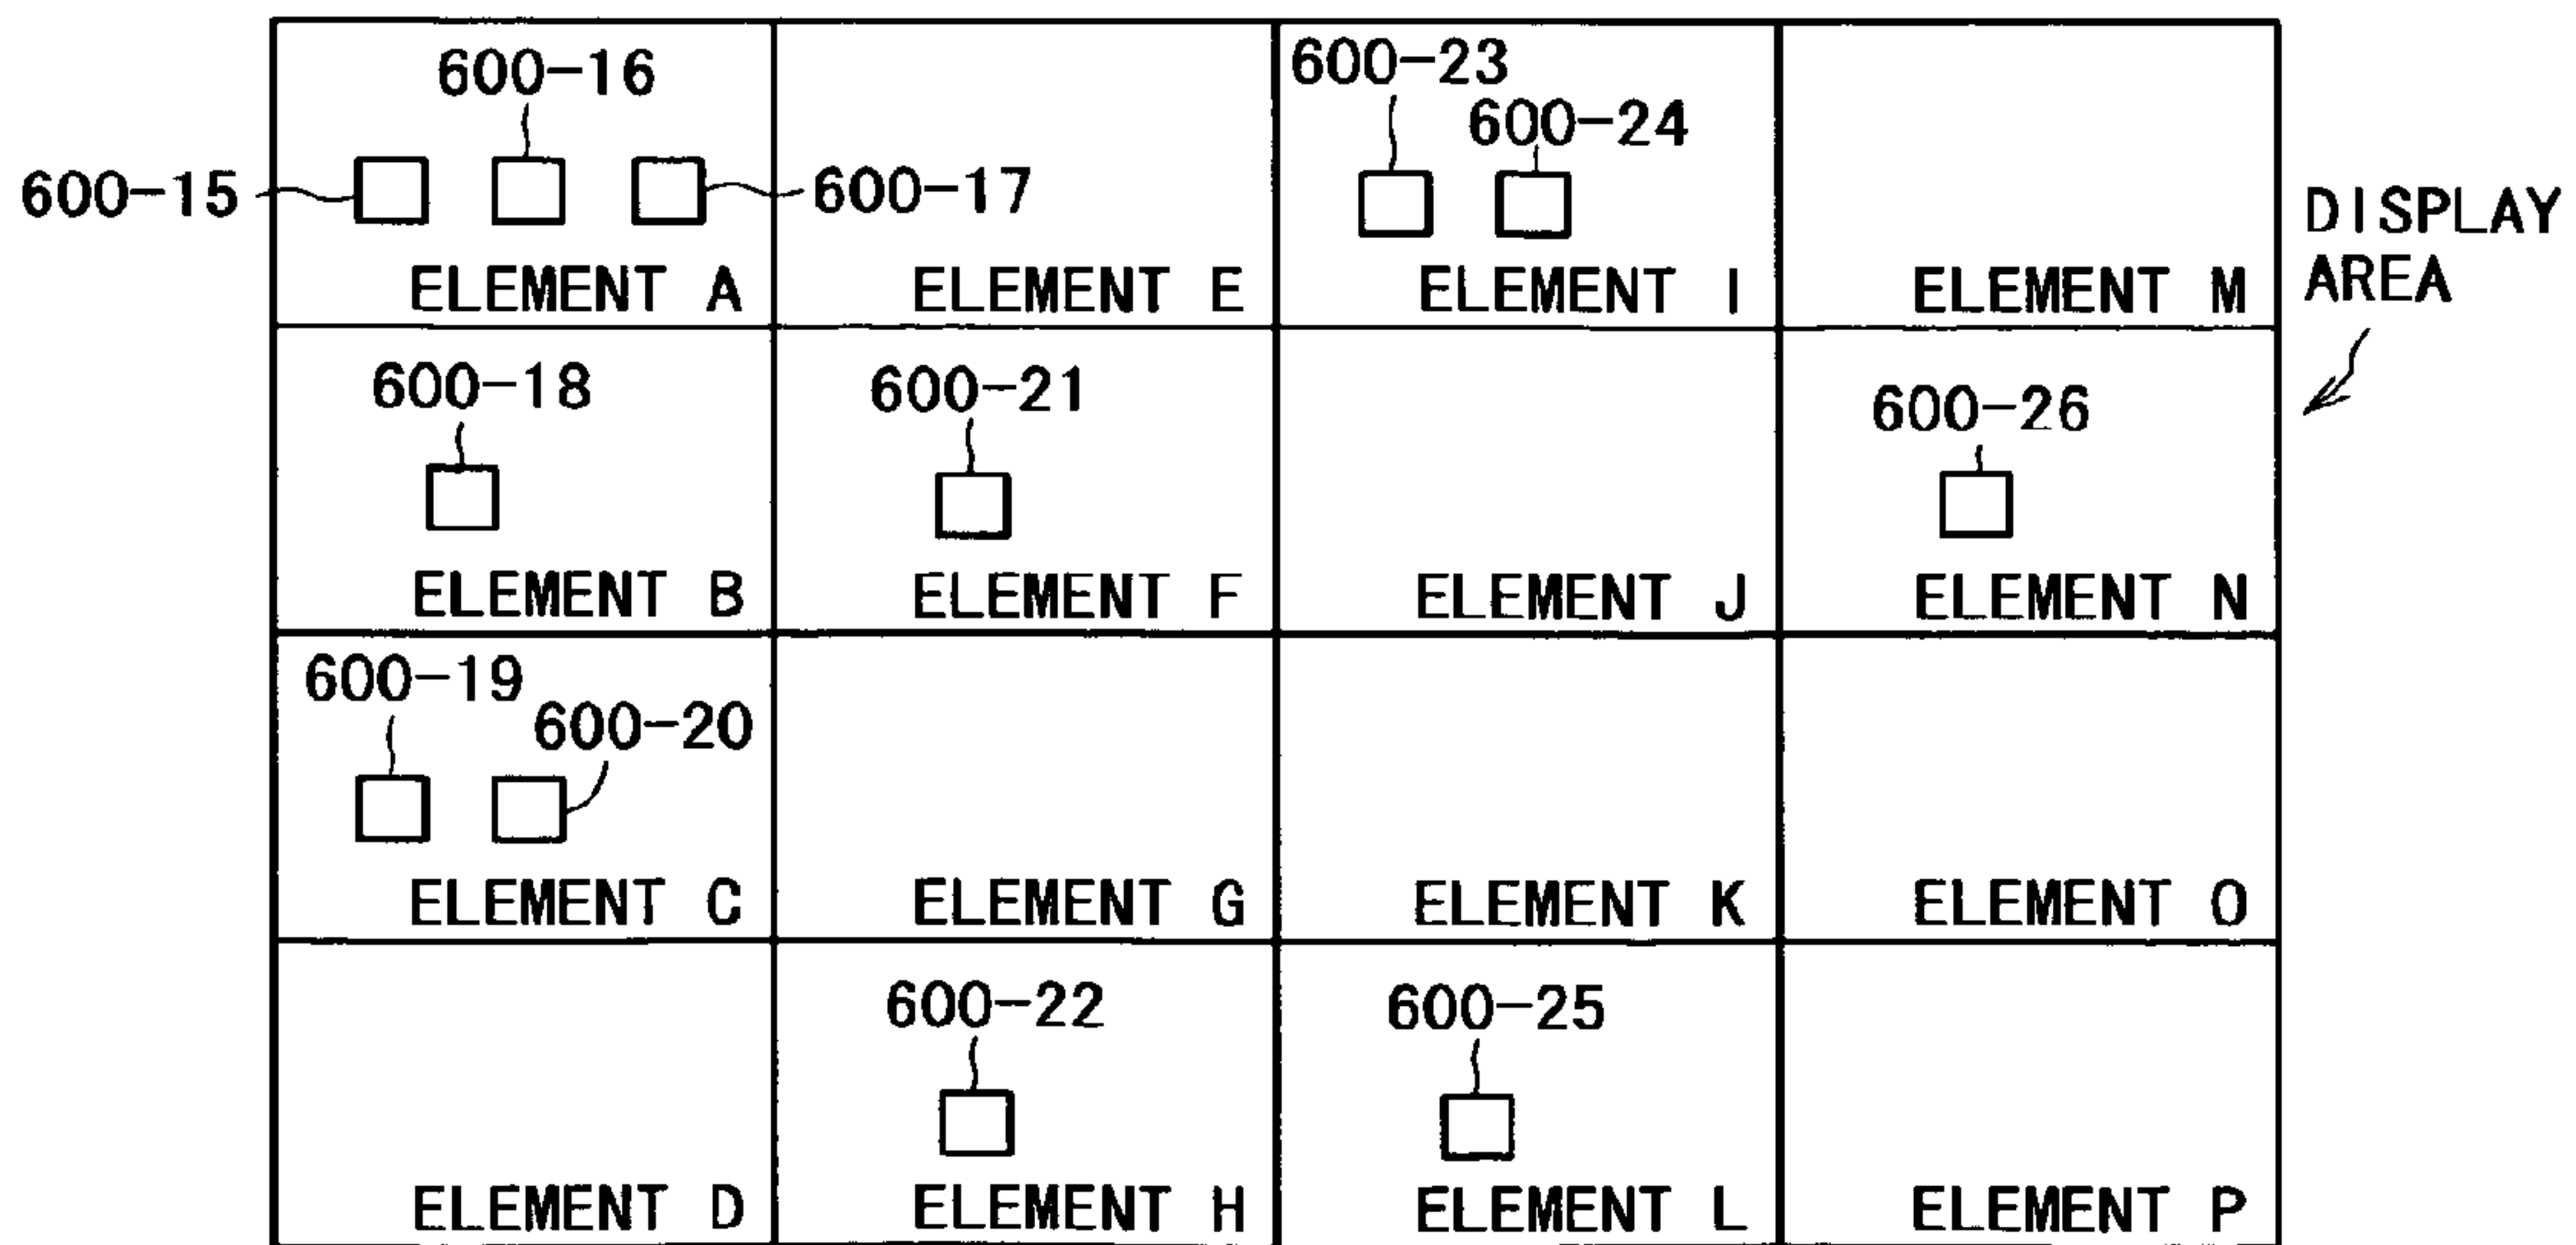 600-16
600-23
600-24
600-15
600-17
DISPLAY
AREA
ELEMENT A
ELEMENT E
ELEMENT I
ELEMENT M
600-18
600-21
600-26
ELEMENT B
ELEMENT F
ELEMENT J
ELEMENT N
600-19
600-20
ELEMENT C
ELEMENT G
ELEMENT K
ELEMENT O
600-22
600-25
ELEMENT D
ELEMENT H
ELEMENT L
ELEMENT P